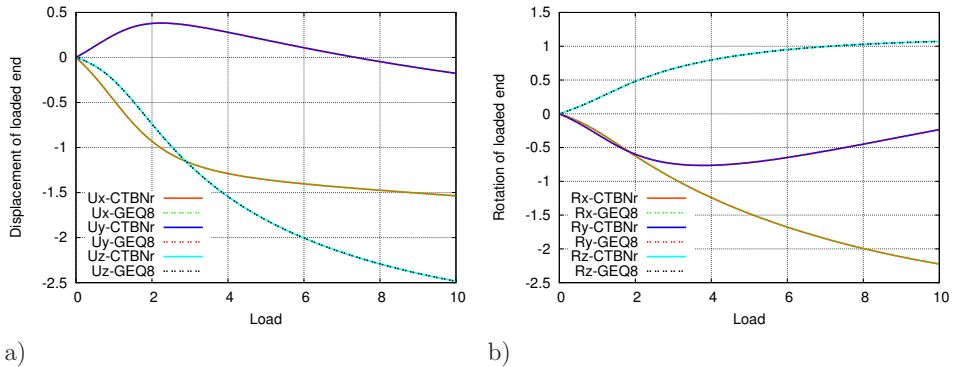 Displacement of loaded end
0.5
0
-0.5
-1
-1.5
-2
-2.5
0
2
4
6
8
10
Load
Ux-CTBNr
Ux-GEQ8
Uy-CTBNr
Uy-GEQ8
Uz-CTBNr
Uz-GEQ8
a)
Rotation of loaded end
1.5
1
0.5
0
-0.5
-1
-1.5
-2
-2.5
0
2
4
6
8
10
Load
Rx-CTBNr
Rx-GEQ8
Ry-CTBNr
Ry-GEQ8
Rz-CTBNr
Rz-GEQ8
b)